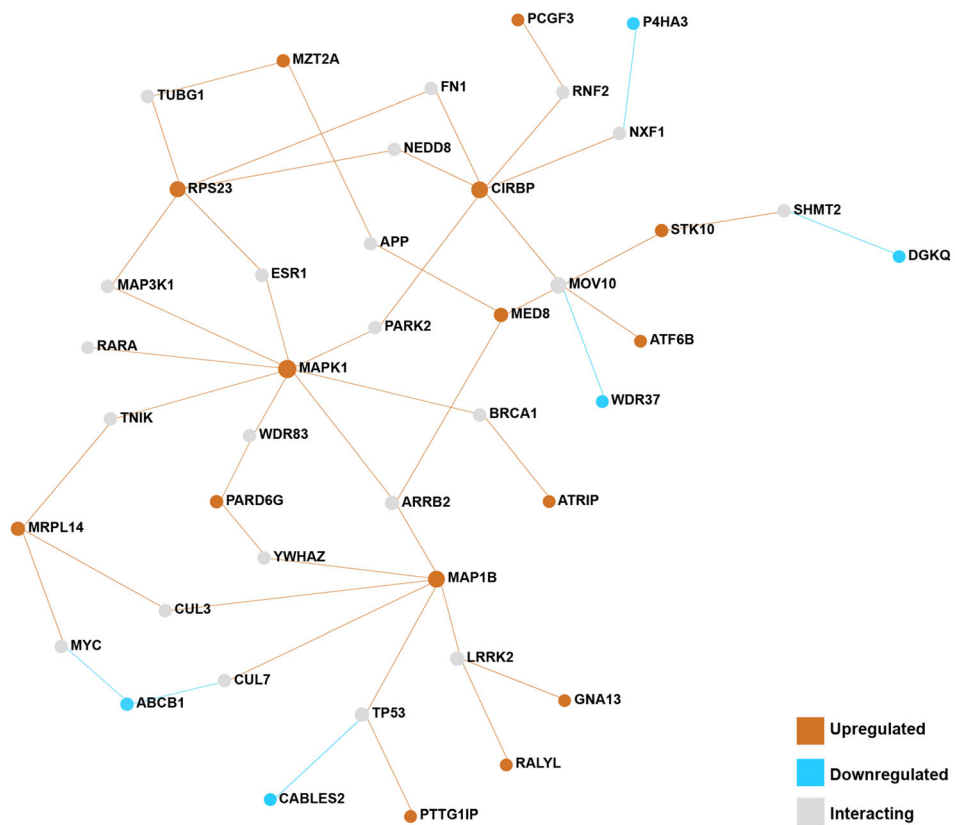 PCGF3
P4HA3
MZT2A
FN1
RNF2
TUBG1
NXF1
NEDD8
RPS23
CIRBP
SHMT2
STK10
APP
DGKQ
ESR1
MAP3K1
MOV10
MED8
PARK2
ATF6B
RARA
MAPK1
WDR37
BRCA1
TNIK
WDR83
PARD6G
ARRB2
ATRIP
MRPL14
YWHAZ
MAP1B
CUL3
MYC
LRRK2
CUL7
ABCB1
GNA13
TP53
Upregulated
RALYL
Downregulated
CABLES2
PTTG1IP
Interacting